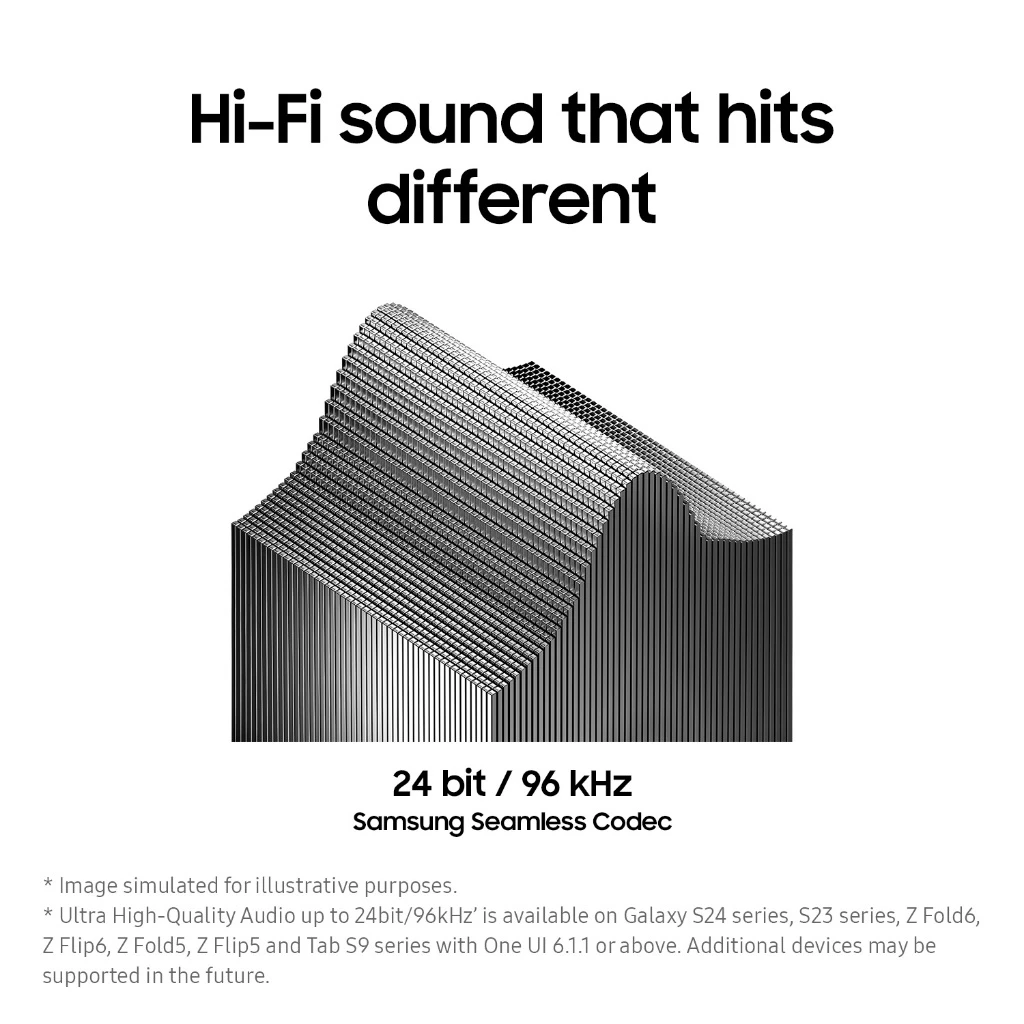 Hi-Fi sound that hits
different
24 bit / 96 kHz
Samsung Seamless Codec
* Image simulated for illustrative purposes.
* Ultra High-Quality Audio up to 24bit/96kHz’ is available on Galaxy S24 series, S23 series, Z Fold6,
Z Flip6, Z Fold5, Z Flip5 and Tab S9 series with One UI 6.1.1 or above. Additional devices may be
supported in the future.